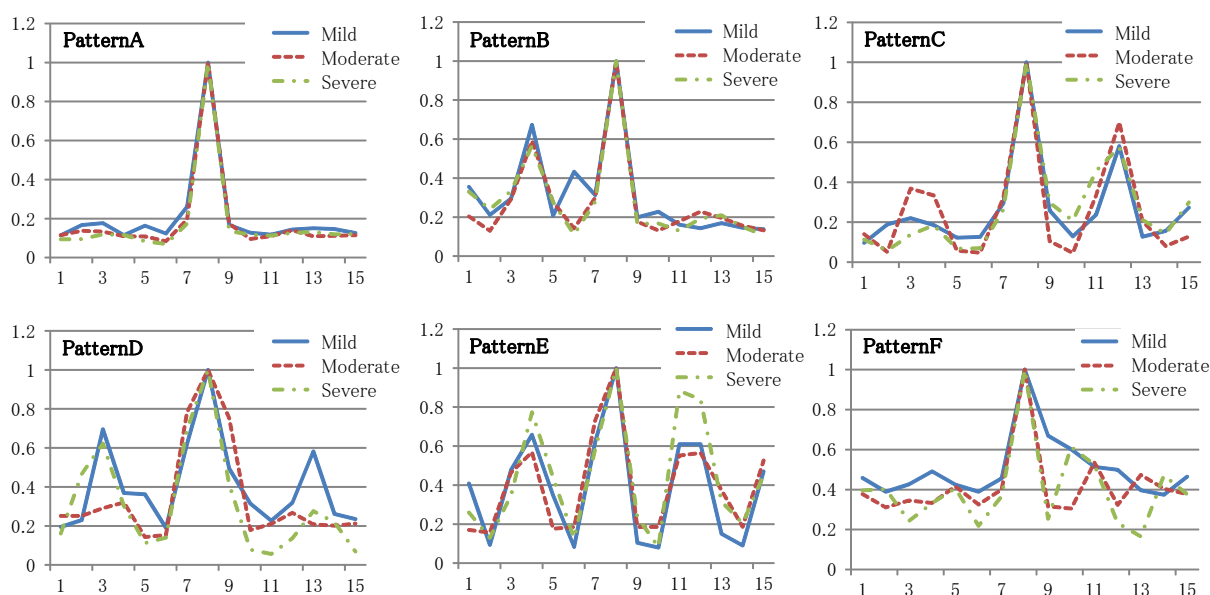 1.2
PatternA
Mild
1
Moderate
0.8
Severe
0.6
0.4
0.2
0
1 3 5 7 9 11 13 15
1.2
PatternB
Mild
1
Moderate
0.8
Severe
0.6
0.4
0.2
0
1 3 5 7 9 11 13 15
1.2
PatternC
Mild
1
Moderate
0.8
Severe
0.6
0.4
0.2
0
1 3 5 7 9 11 13 15
1.2
PatternD
Mild
1
Moderate
0.8
Severe
0.6
0.4
0.2
0
1 3 5 7 9 11 13 15
1.2
PatternE
Mild
1
Moderate
0.8
Severe
0.6
0.4
0.2
0
1 3 5 7 9 11 13 15
1.2
PatternF
Mild
1
Moderate
0.8
Severe
0.6
0.4
0.2
0
1 3 5 7 9 11 13 15